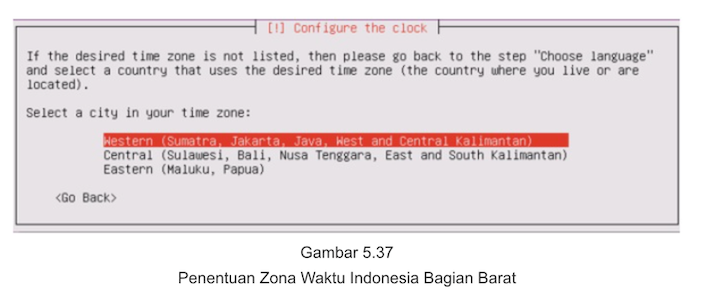 [!] Configure the clock
If the desired time zone is not listed, then please go back to the step "Choose language"
and select a country that uses the desired time zone (the country where you live or are
located).
Select a city in your time zone:
Western (Sumatra, Jakarta, Java, West and Central Kalimantan)
Central (Sulawesi, Bali, Nusa Tenggara, East and South Kalimantan)
Eastern (Maluku, Papua)
<Go Back>
Gambar 5.37
Penentuan Zona Waktu Indonesia Bagian Barat